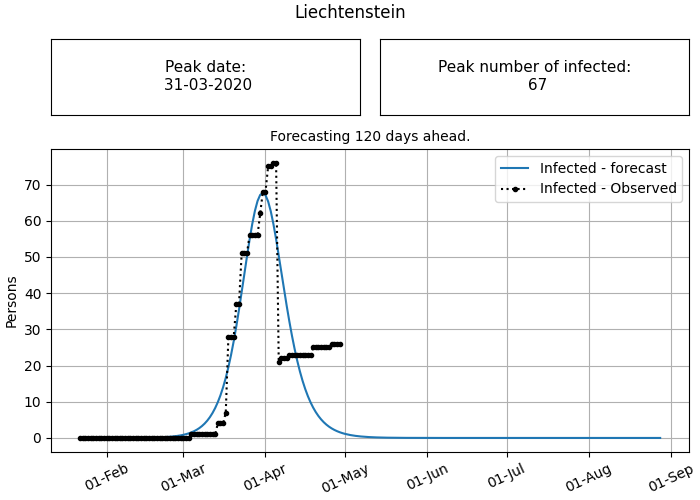 Liechtenstein
Peak date:
31-03-2020
Peak number of infected:
67
Forecasting 120 days ahead.
Infected - forecast
Infected - Observed
Persons
70
60
50
40
30
20
10
0
01-Feb
01-Mar
01-Apr
01-May
01-Jun
01-Jul
01-Aug
01-Sep